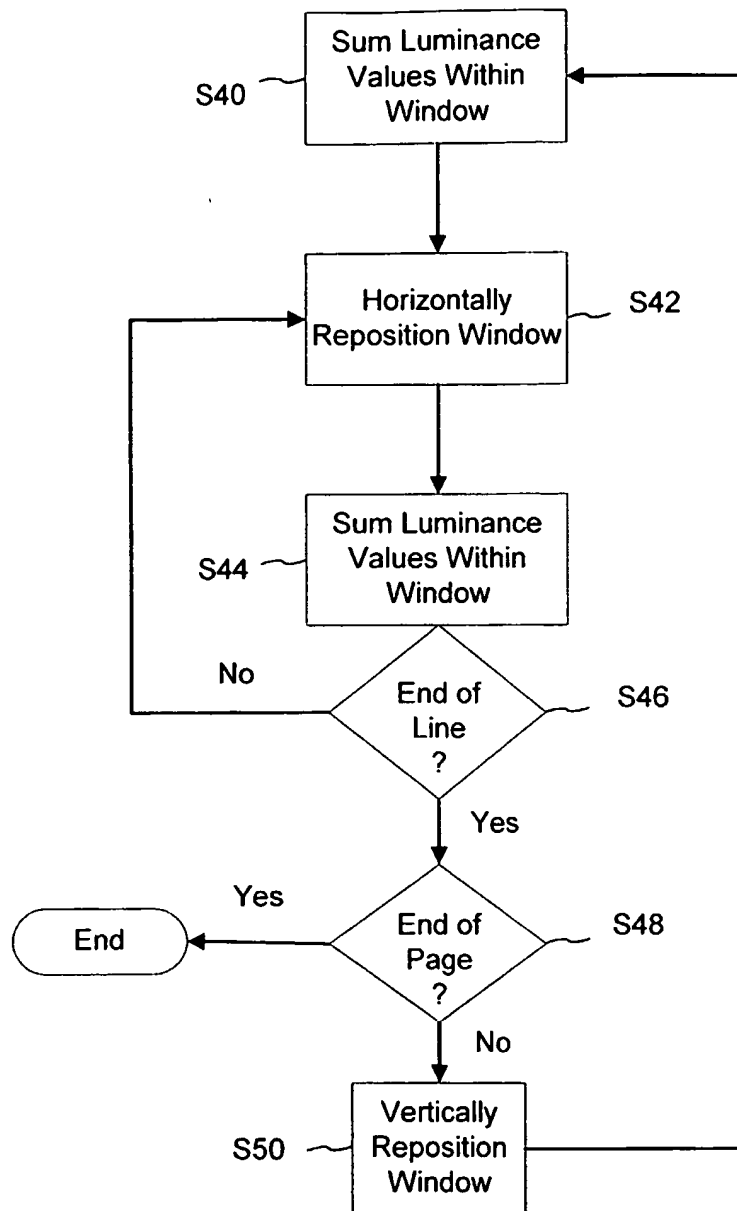 Sum Luminance
Values Within
Window
S40
Horizontally
Reposition Window
S42
Sum Luminance
Values Within
Window
S44
No
End of
Line
?
S46
Yes
Yes
End
End of
Page
?
S48
No
Vertically
Reposition
Window
S50